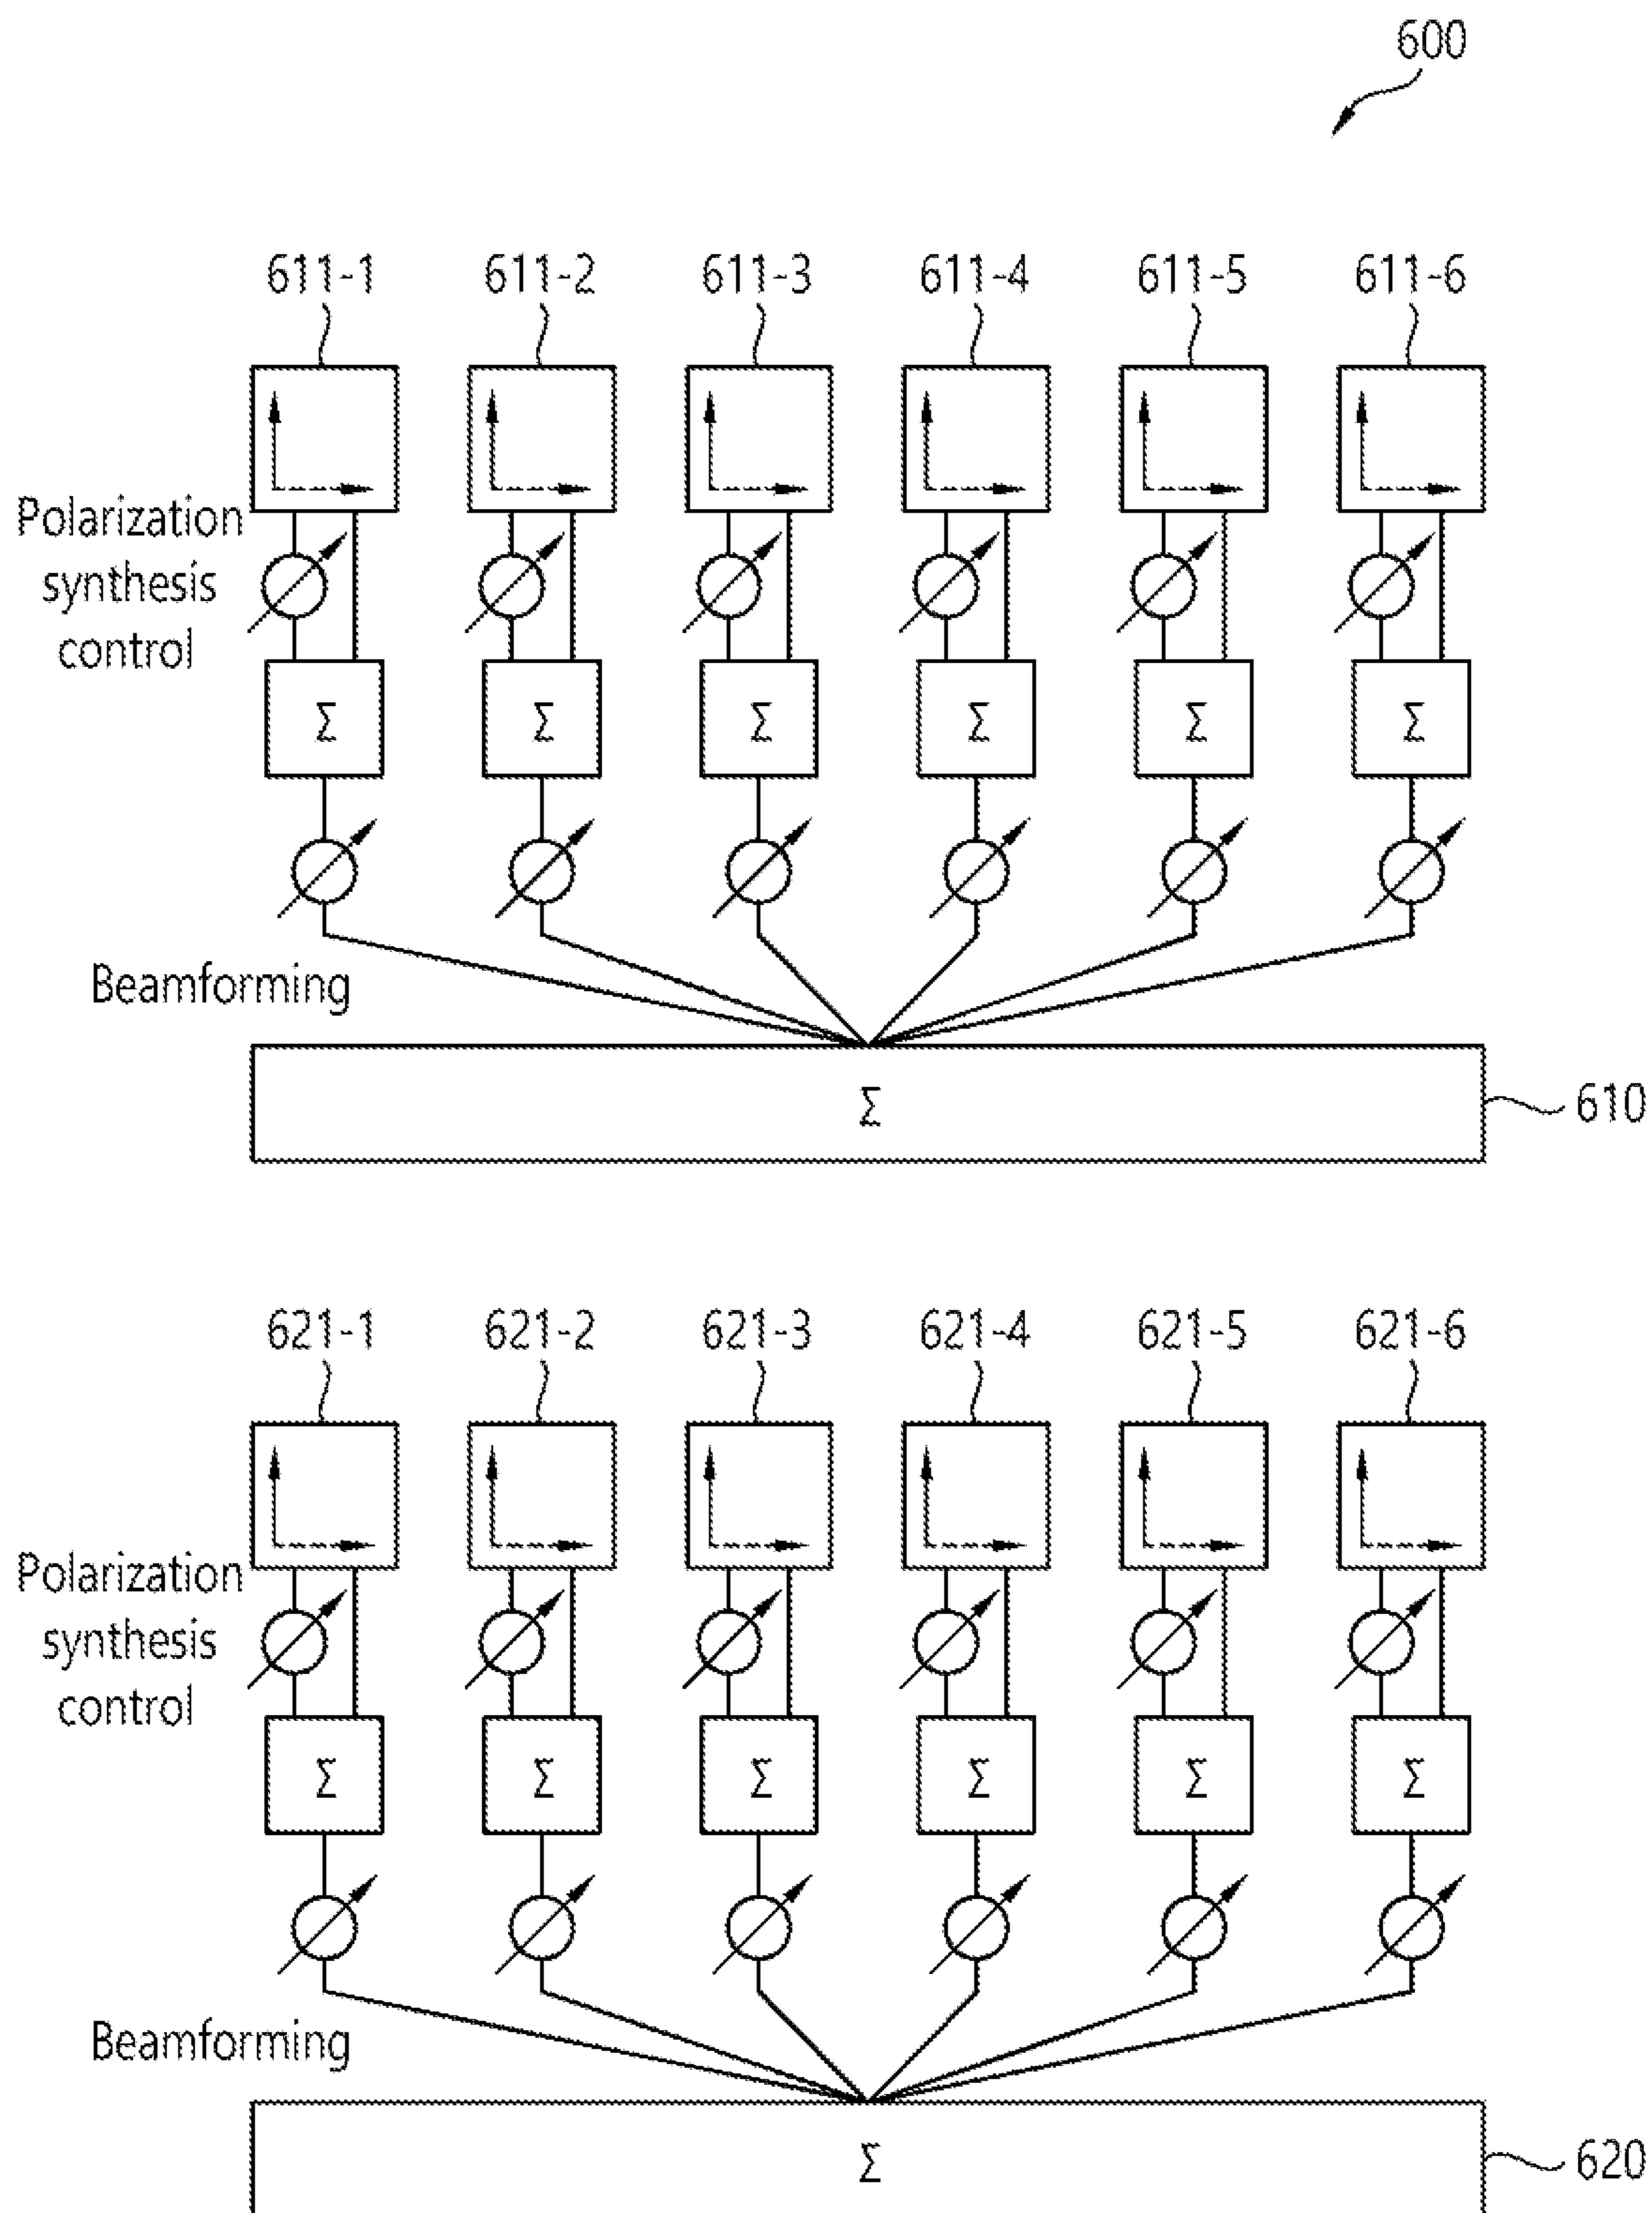 600
611-1 611-2 611-3 611-4 611-5 611-6
Polarization
synthesis
control
Σ Σ Σ Σ Σ Σ
Beamforming
Σ
610
621-1 621-2 621-3 621-4 621-5 621-6
Polarization
synthesis
control
Σ Σ Σ Σ Σ Σ
Beamforming
Σ
620